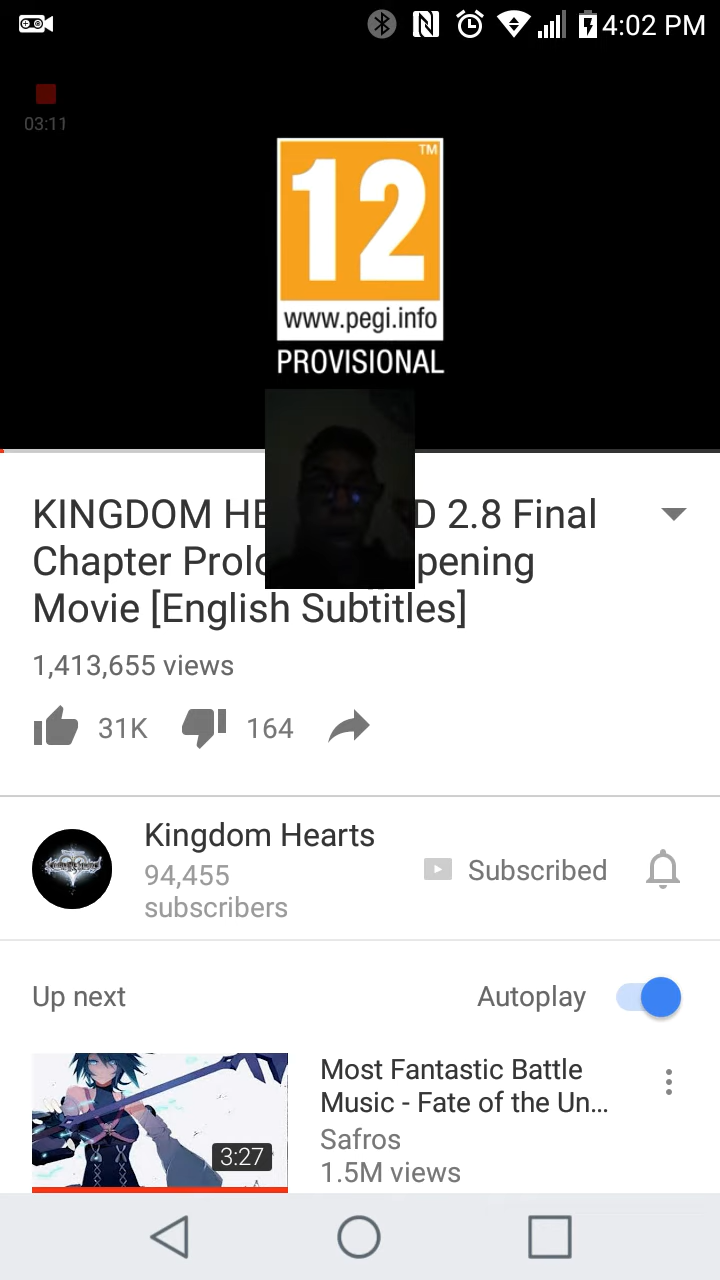 4:02 PM
03:11
12
TM
www.pegi.info
PROVISIONAL
KINGDOM HE D 2.8 Final
Chapter Prolo pening
Movie [English Subtitles]
1,413,655 views
31K 164
Kingdom Hearts
94,455
subscribers
Subscribed
Up next Autoplay
3:27
Most Fantastic Battle
Music - Fate of the Un...
Safros
1.5M views